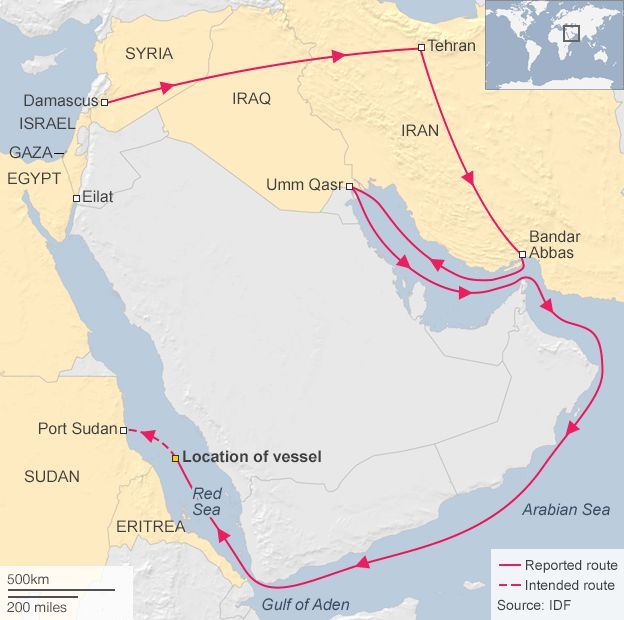 SYRIA
Tehran
Damascus
IRAQ
ISRAEL
IRAN
GAZA
EGYPT
Umm Qasr
Eilat
Bandar
Abbas
Port Sudan
Location of vessel
SUDAN
Red
Sea
Arabian Sea
ERITREA
500km
200 miles
Gulf of Aden
Reported route
Intended route
Source: IDF